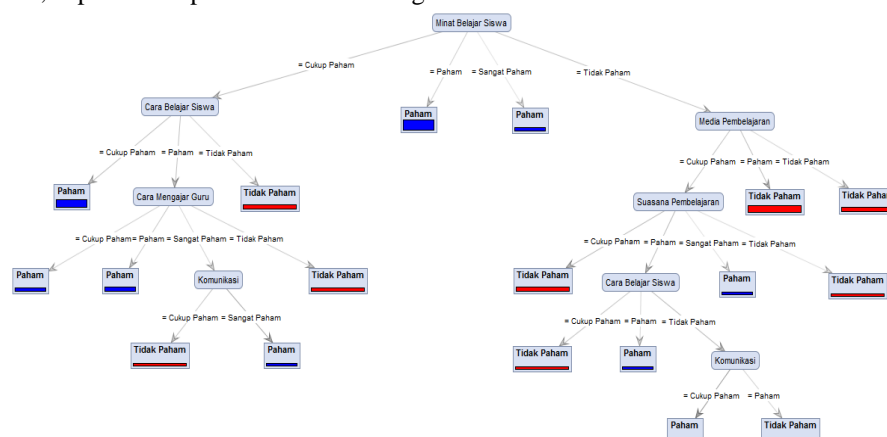 Minat Belajar Siswa
= Cukup Paham
= Paham
= Sangat Paham
= Tidak Paham
Cara Belajar Siswa
Paham
Paham
Media Pembelajaran
= Cukup Paham
= Paham
= Tidak Paham
= Cukup Paham
= Paham
= Tidak Paham
Paham
Cara Mengajar Guru
Tidak Paham
Suasana Pembelajaran
Tidak Paham
Tidak
= Cukup Paham
= Paham
= Sangat Paham
= Tidak Paham
= Cukup Paham
= Paham
= Sangat Paham
= Tidak Paham
Paham
Paham
Komunikasi
Tidak Paham
Tidak Paham
Cara Belajar Siswa
Paham
Tidak Paham
= Cukup Paham
= Sangat Paham
= Cukup Paham
= Paham
= Tidak Paham
Tidak Paham
Paham
Tidak Paham
Paham
Komunikasi
= Cukup Paham
= Paham
Paham
Tidak Paham